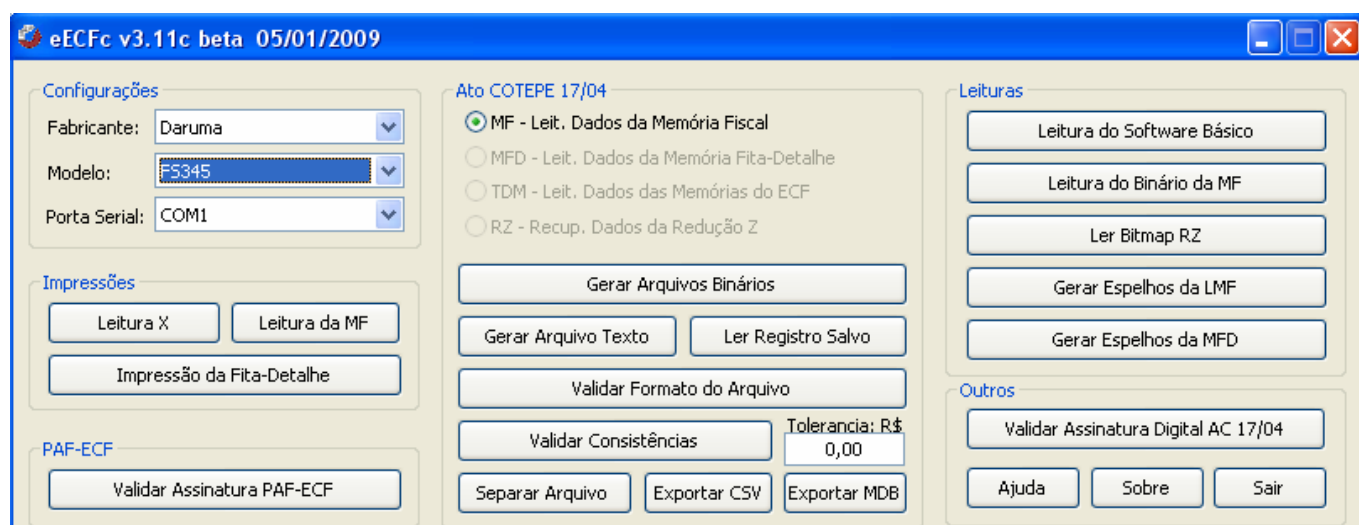 eECFc v3.11c beta 05/01/2009
Configurações
Fabricante: Daruma
Modelo: FS345
Porta Serial: COM1
Impressões
Leitura X Leitura da MF
Impressão da Fita-Detalhe
PAF-ECF
Validar Assinatura PAF-ECF
Ato COTEPE 17/04
MF - Leit. Dados da Memória Fiscal
MFD - Leit. Dados da Memória Fita-Detalhe
TDM - Leit. Dados das Memórias do ECF
RZ - Recup. Dados da Redução Z
Gerar Arquivos Binários
Gerar Arquivo Texto Ler Registro Salvo
Validar Formato do Arquivo
Validar Consistências Tolerancia: R$
0,00
Separar Arquivo Exportar CSV Exportar MDB
Leituras
Leitura do Software Básico
Leitura do Binário da MF
Ler Bitmap RZ
Gerar Espelhos da LMF
Gerar Espelhos da MFD
Outros
Validar Assinatura Digital AC 17/04
Ajuda Sobre Sair